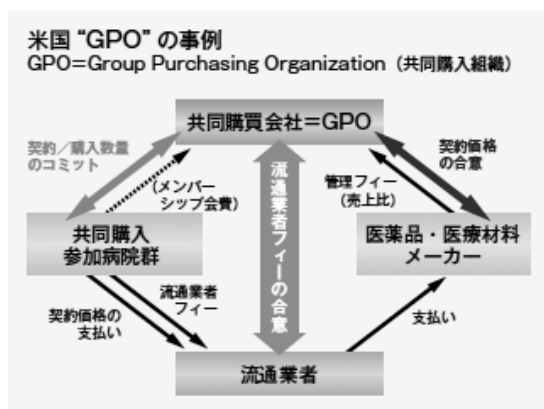 米国“GPO”の事例
GPO=Group Purchasing Organization（共同購入組織）
共同購買会社=GPO
契約／購入数量
のコミット
（メンバー
シップ会費）
流通業者フィーの合意
管理フィー
（売上比）
契約価格
の合意
共同購入
参加病院群
医薬品・医療材料
メーカー
契約価格の
支払い
流通業者
フィー
支払い
流通業者